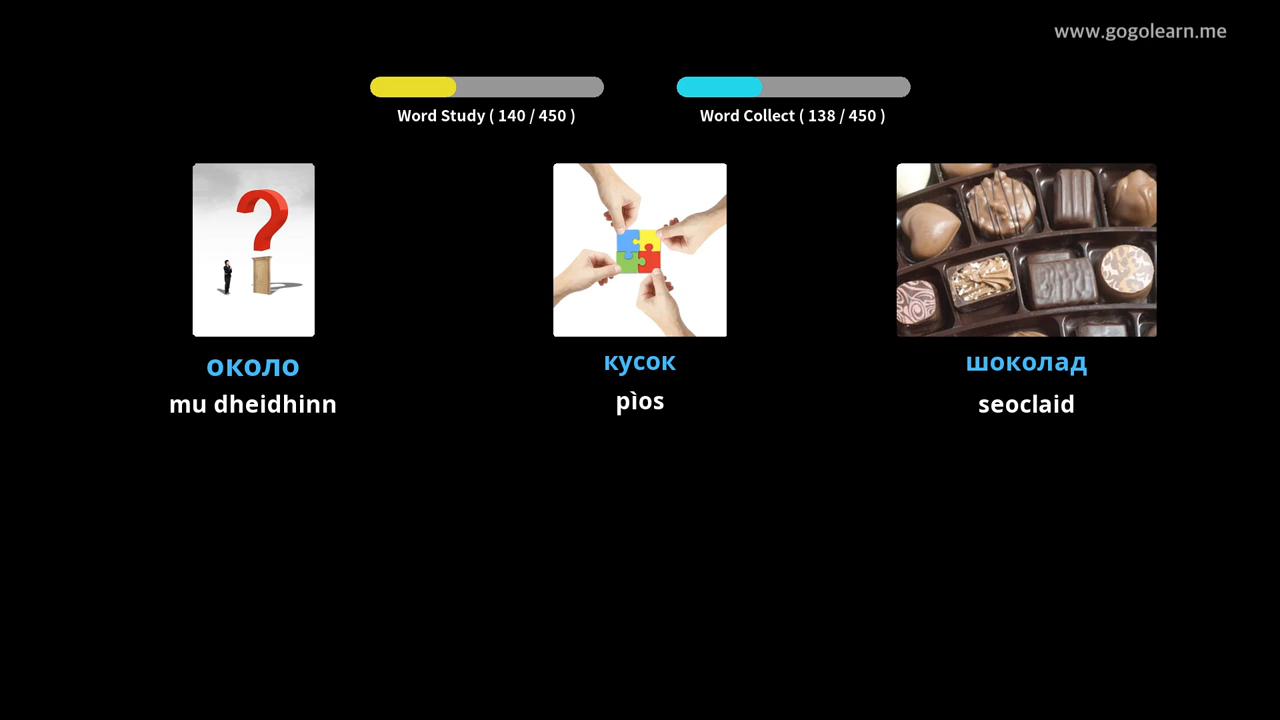 www.gogolearn.me
Word Study ( 140 / 450 )
Word Collect ( 138 / 450 )
около
mu dheidhinn
кусок
pìos
шоколад
seoclaid